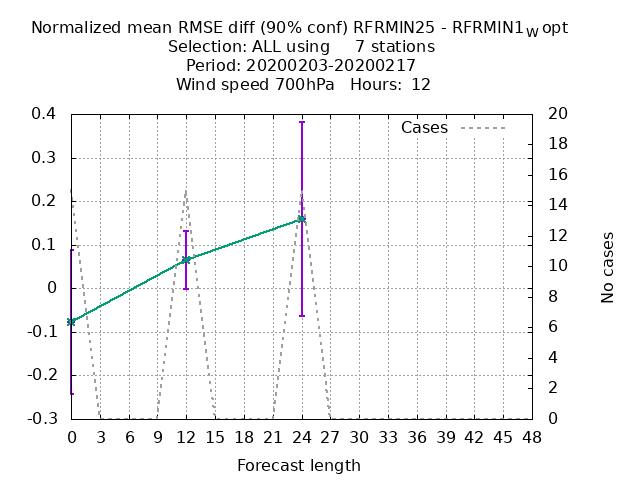 Normalized mean RMSE diff (90% conf) RFRMIN25 - RFRMIN1W opt
Selection: ALL using 7 stations
Period: 20200203-20200217
Wind speed 700hPa Hours: 12
Cases
0.4
0.3
0.2
0.1
0
-0.1
-0.2
-0.3
20
18
16
14
12
10
8
6
4
2
0
No cases
0 3 6 9 12 15 18 21 24 27 30 33 36 39 42 45 48
Forecast length